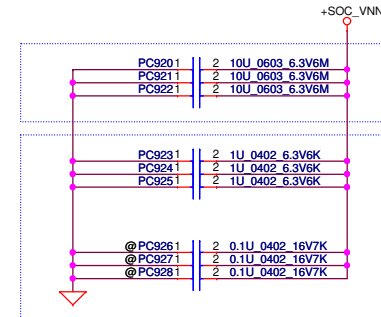 +SOC_VNN
PC920 1 2 10U_0603_6.3V6M
PC921 1 2 10U_0603_6.3V6M
PC922 1 2 10U_0603_6.3V6M
PC923 1 2 1U_0402_6.3V6K
PC924 1 2 1U_0402_6.3V6K
PC925 1 2 1U_0402_6.3V6K
@PC926 1 2 0.1U_0402_16V7K
@PC927 1 2 0.1U_0402_16V7K
@PC928 1 2 0.1U_0402_16V7K